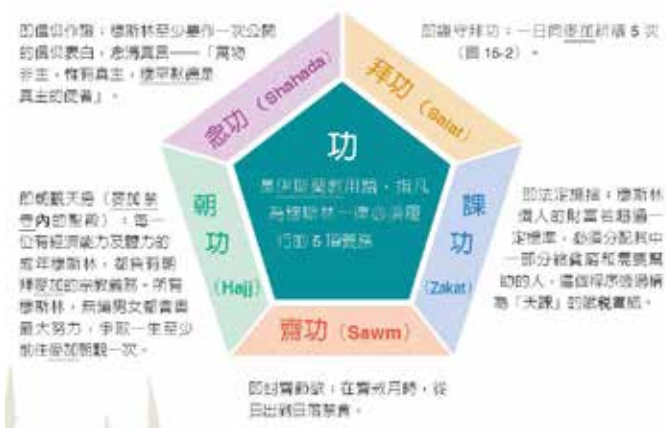 即信仰作證：穆斯林至少要作一次公開
的信仰表白，念清真言——「萬物
非主，惟有真主，穆罕默德是
真主的使者」。
念功（Shahada）
即謹守拜功：一日向麥加祈禱 5 次
（圖 15-2）。
拜功（Salat）
功
是伊斯蘭教用語，指凡
為穆斯林一律必須履
行的 5 項義務
即朝覲天房（麥加禁
寺內的聖殿）：每一
位有經濟能力及體力的
成年穆斯林，都負有朝
拜麥加的宗教義務。所有
穆斯林，無論男女都會盡
最大努力，爭取一生至少
前往麥加朝覲一次。
朝功
(Hajj)
課功
(Zakat)
即法定施捨：穆斯林
個人的財富若超過一
定標準，必須分配其中
一部分給貧窮和需要幫
助的人。這個程序透過稱
為「天課」的賦稅實施。
齋功（Sawm）
即封齋節欲：在齋戒月時，從
日出到日落禁食。